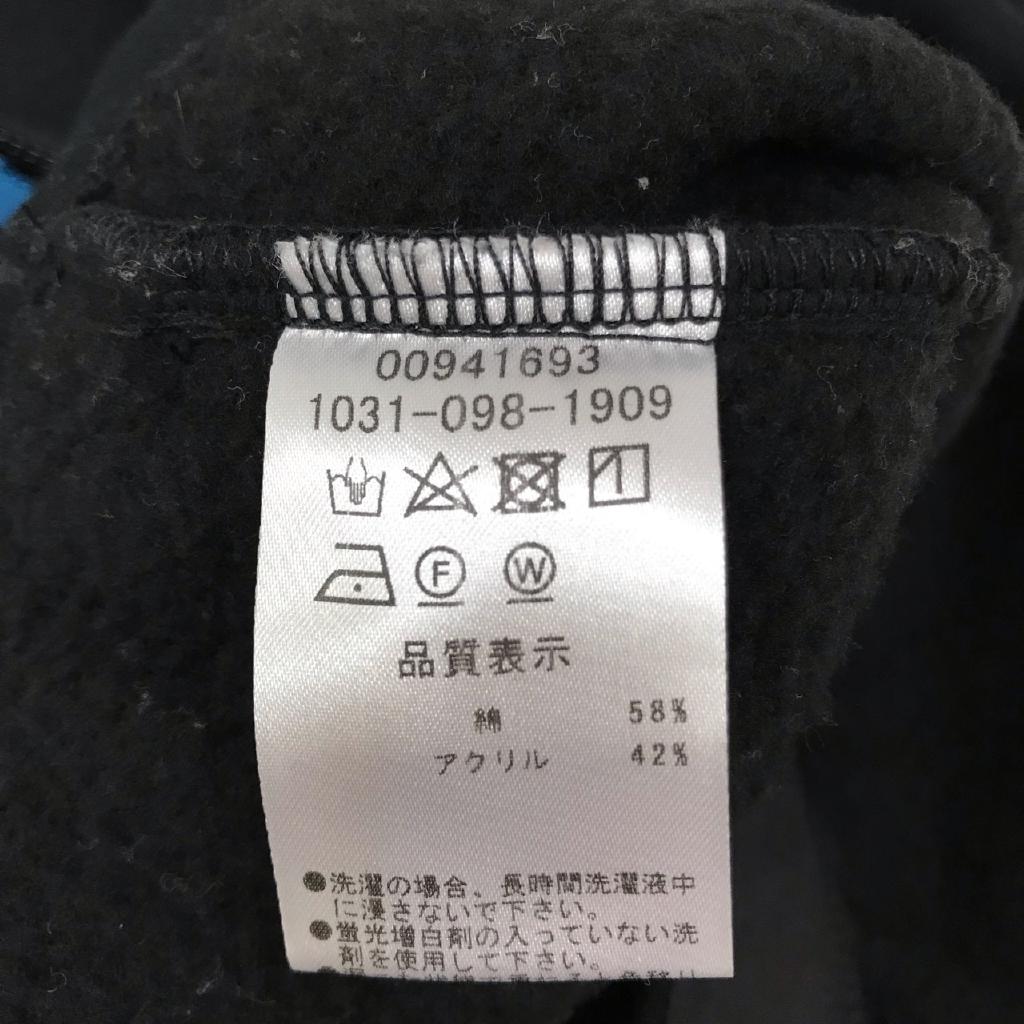 00941693
1031-098-1909
F W
品質表示
綿 58%
アクリル 42%
●洗濯の場合、長時間洗濯液中
に浸さないで下さい。
●蛍光増白剤の入っていない洗
剤を使用して下さい。